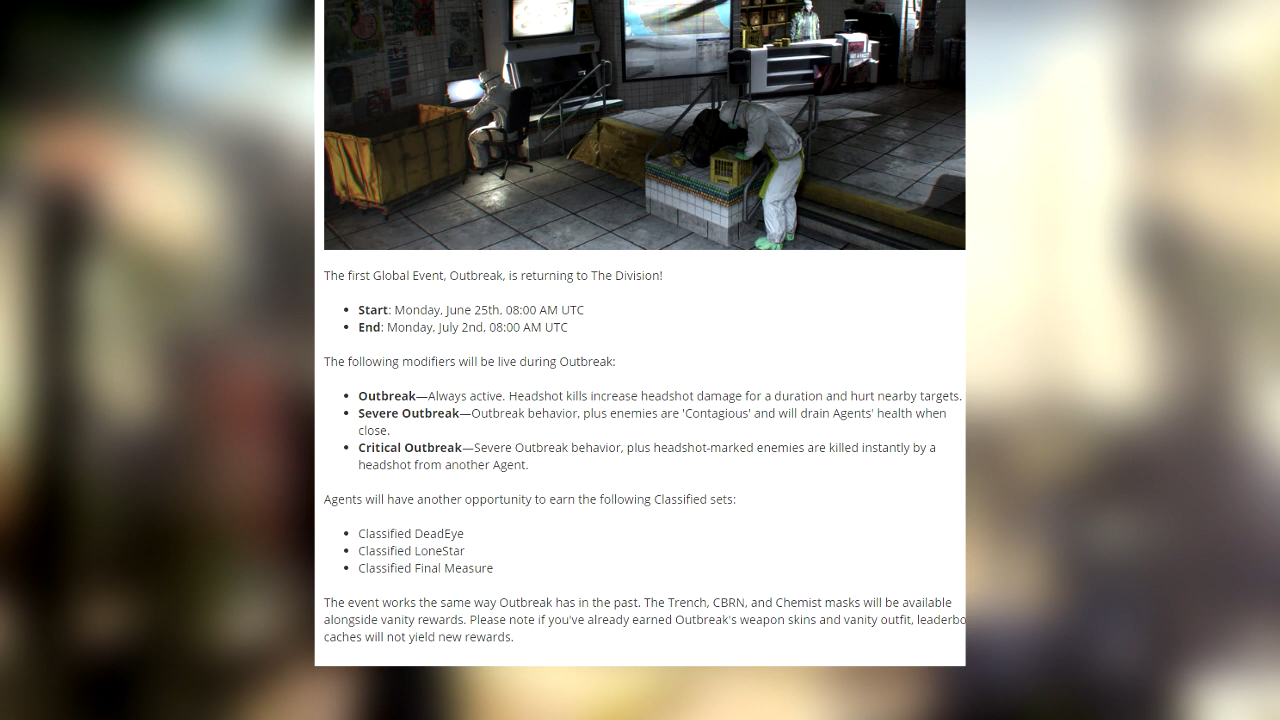 The first Global Event, Outbreak, is returning to The Division!
Start: Monday, June 25th, 08:00 AM UTC
End: Monday, July 2nd, 08:00 AM UTC
The following modifiers will be live during Outbreak:
Outbreak—Always active. Headshot kills increase headshot damage for a duration and hurt nearby targets.
Severe Outbreak—Outbreak behavior, plus enemies are 'Contagious' and will drain Agents' health when
close.
Critical Outbreak—Severe Outbreak behavior, plus headshot-marked enemies are killed instantly by a
headshot from another Agent.
Agents will have another opportunity to earn the following Classified sets:
Classified DeadEye
Classified LoneStar
Classified Final Measure
The event works the same way Outbreak has in the past. The Trench, CBRN, and Chemist masks will be available
alongside vanity rewards. Please note if you've already earned Outbreak's weapon skins and vanity outfit, leaderbo
caches will not yield new rewards.